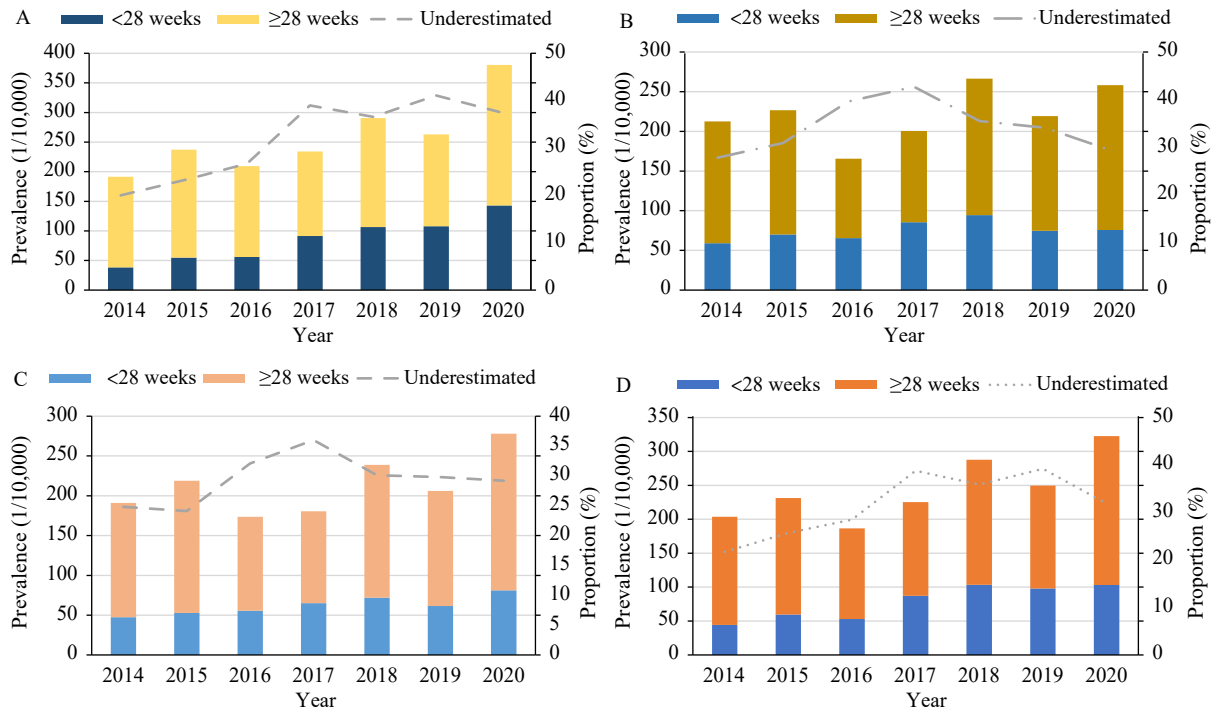 A
<28 weeks
≥28 weeks
Underestimated
Prevalence (1/10,000)
400
350
300
250
200
150
100
50
0
50
40
30
20
10
0
Proportion (%)
2014 2015 2016 2017 2018 2019 2020
Year
B
<28 weeks
≥28 weeks
Underestimated
Prevalence (1/10,000)
300
250
200
150
100
50
0
50
40
30
20
10
0
Proportion (%)
2014 2015 2016 2017 2018 2019 2020
Year
C
<28 weeks
≥28 weeks
Underestimated
Prevalence (1/10,000)
300
250
200
150
100
50
0
40
35
30
25
20
15
10
5
0
Proportion (%)
2014 2015 2016 2017 2018 2019 2020
Year
D
<28 weeks
≥28 weeks
Underestimated
Prevalence (1/10,000)
350
300
250
200
150
100
50
0
50
40
30
20
10
0
Proportion (%)
2014 2015 2016 2017 2018 2019 2020
Year